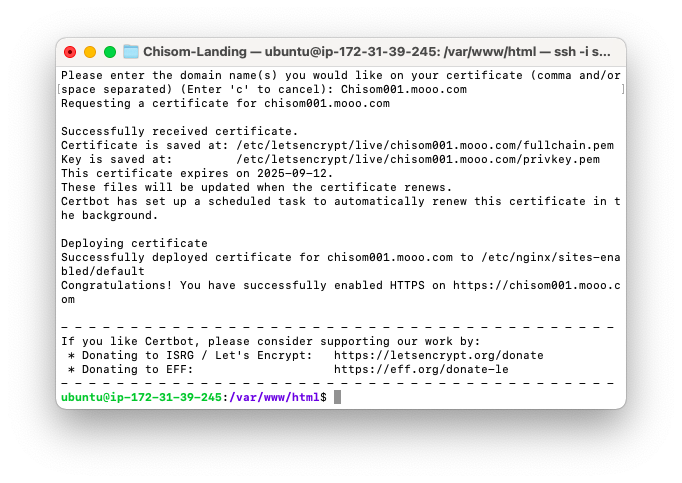 Chisom-Landing — ubuntu@ip-172-31-39-245: /var/www/html — ssh -i s...
Please enter the domain name(s) you would like on your certificate (comma and/or
space separated) (Enter 'c' to cancel): Chisom001.mooo.com
Requesting a certificate for chisom001.mooo.com

Successfully received certificate.
Certificate is saved at: /etc/letsencrypt/live/chisom001.mooo.com/fullchain.pem
Key is saved at:         /etc/letsencrypt/live/chisom001.mooo.com/privkey.pem
This certificate expires on 2025-09-12.
These files will be updated when the certificate renews.
Certbot has set up a scheduled task to automatically renew this certificate in t
he background.

Deploying certificate
Successfully deployed certificate for chisom001.mooo.com to /etc/nginx/sites-ena
bled/default
Congratulations! You have successfully enabled HTTPS on https://chisom001.mooo.c
om

- - - - - - - - - - - - - - - - - - - - - - - - - - - - - - - - - - - - - - - -
If you like Certbot, please consider supporting our work by:
 * Donating to ISRG / Let's Encrypt:   https://letsencrypt.org/donate
 * Donating to EFF:                    https://eff.org/donate-le
- - - - - - - - - - - - - - - - - - - - - - - - - - - - - - - - - - - - - - - -
ubuntu@ip-172-31-39-245:/var/www/html$